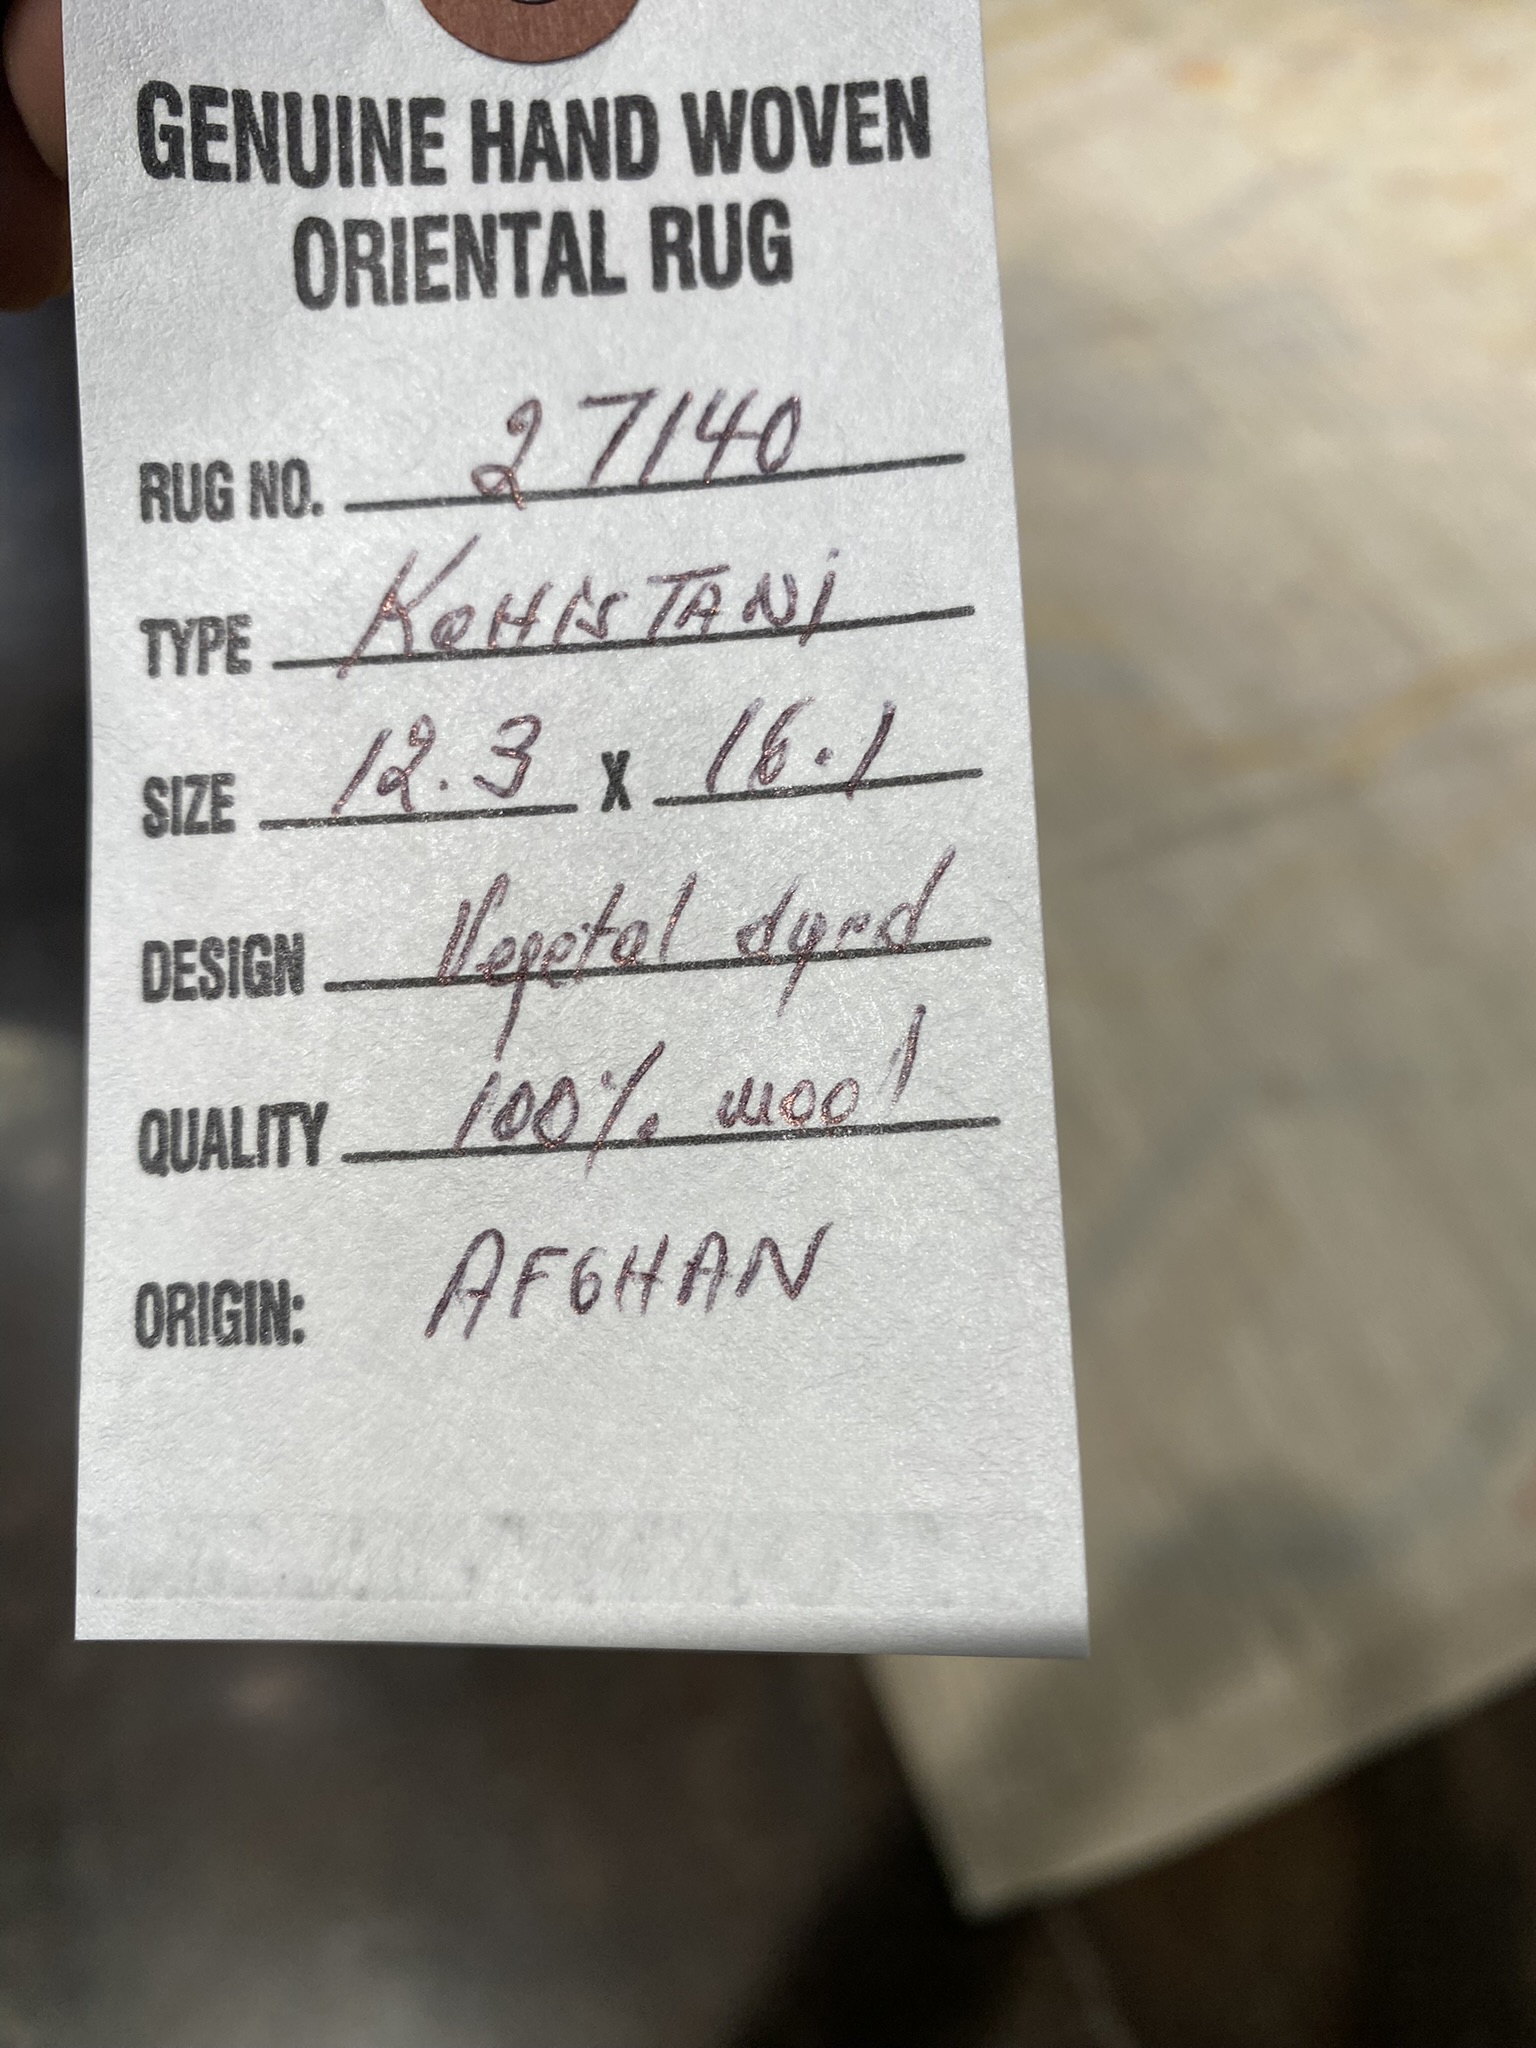 GENUINE HAND WOVEN
ORIENTAL RUG
RUG NO. 27140
TYPE KOHISTANI
SIZE 12.3 X 16.1
DESIGN Vegetal dyed
QUALITY 100% wool
ORIGIN: AFGHAN